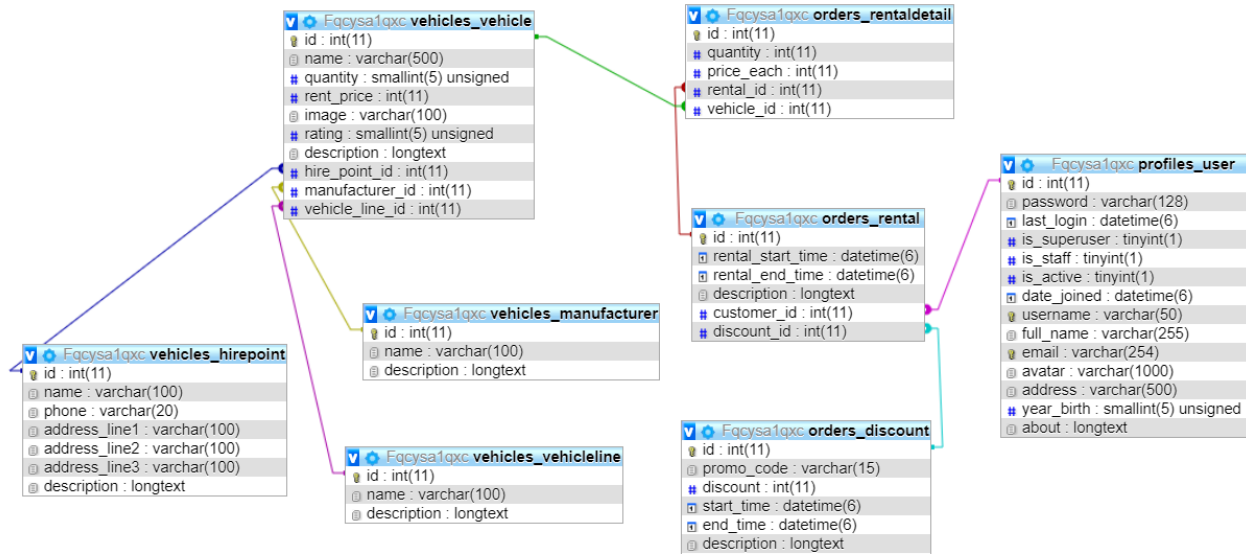 V Fqcysa1qxc vehicles_vehicle
id : int(11)
name : varchar(500)
# quantity : smallint(5) unsigned
# rent_price : int(11)
image : varchar(100)
# rating : smallint(5) unsigned
description : longtext
# hire_point_id : int(11)
# manufacturer_id : int(11)
# vehicle_line_id : int(11)
V Fqcysa1qxc orders_rentaldetail
id : int(11)
# quantity : int(11)
# price_each : int(11)
# rental_id : int(11)
# vehicle_id : int(11)
V Fqcysa1qxc profiles_user
id : int(11)
password : varchar(128)
last_login : datetime(6)
# is_superuser : tinyint(1)
# is_staff : tinyint(1)
# is_active : tinyint(1)
date_joined : datetime(6)
username : varchar(50)
full_name : varchar(255)
email : varchar(254)
avatar : varchar(1000)
address : varchar(500)
# year_birth : smallint(5) unsigned
about : longtext
V Fqcysa1qxc orders_rental
id : int(11)
rental_start_time : datetime(6)
rental_end_time : datetime(6)
description : longtext
# customer_id : int(11)
# discount_id : int(11)
V Fqcysa1qxc vehicles_manufacturer
id : int(11)
name : varchar(100)
description : longtext
V Fqcysa1qxc vehicles_hirepoint
id : int(11)
name : varchar(100)
phone : varchar(20)
address_line1 : varchar(100)
address_line2 : varchar(100)
address_line3 : varchar(100)
description : longtext
V Fqcysa1qxc vehicles_vehicleline
id : int(11)
name : varchar(100)
description : longtext
V Fqcysa1qxc orders_discount
id : int(11)
promo_code : varchar(15)
# discount : int(11)
start_time : datetime(6)
end_time : datetime(6)
description : longtext